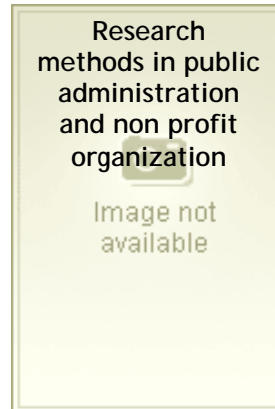 Research
methods in public
administration
and non profit
organization
Image not
available